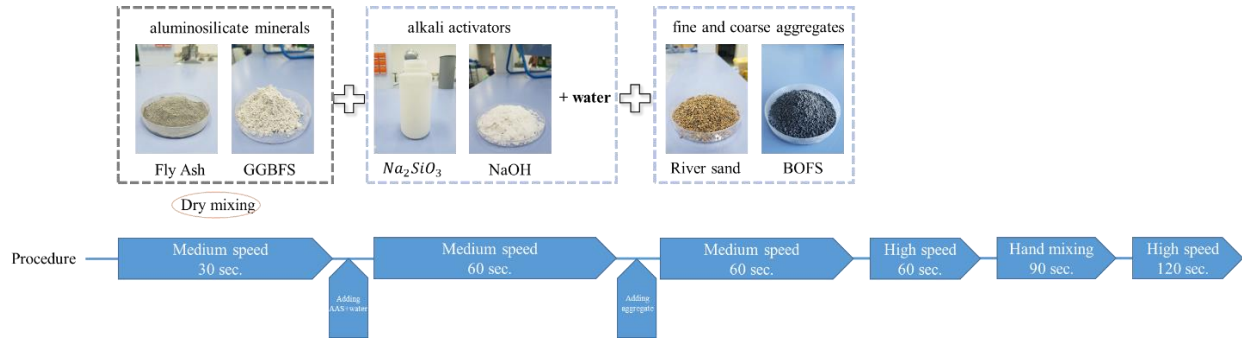 aluminosilicate minerals
alkali activators
fine and coarse aggregates
+ water
Fly Ash
GGBFS
Na₂SiO₃
NaOH
River sand
BOFS
Dry mixing
Procedure
Medium speed
30 sec.
Adding
AAS+water
Medium speed
60 sec.
Adding
aggregate
Medium speed
60 sec.
High speed
60 sec.
Hand mixing
90 sec.
High speed
120 sec.